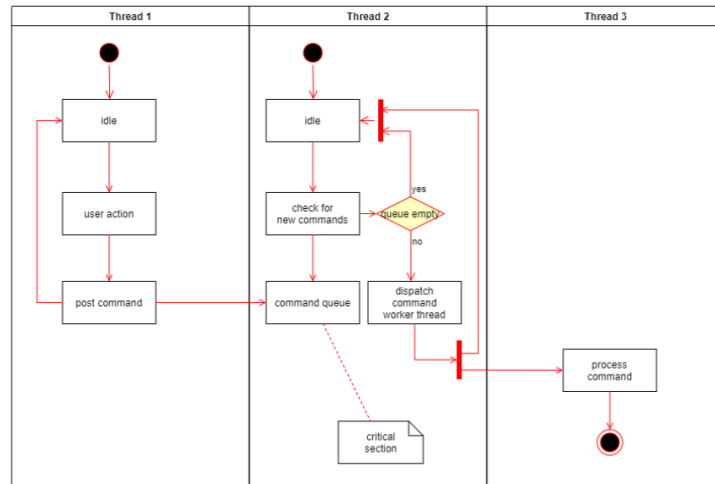 Thread 1
Thread 2
Thread 3
idle
idle
user action
check for
new commands
yes
queue empty
no
post command
command queue
dispatch
command
worker thread
process
command
critical
section